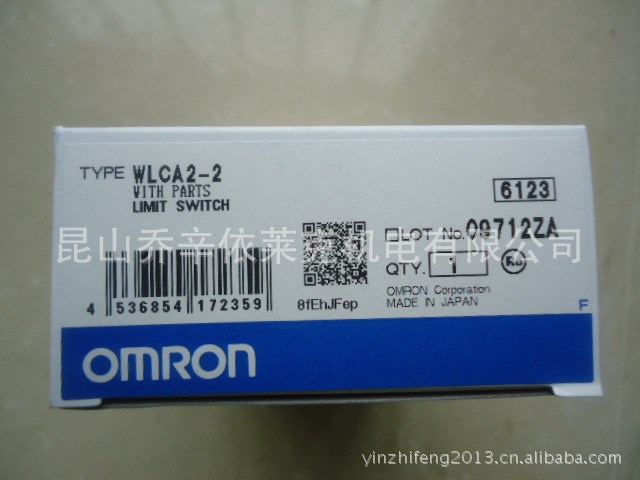 TYPE WLCA2-2
WITH PARTS
LIMIT SWITCH
6123
昆山乔辛依莱克机电有限公司
LOT No. 09712ZA
QTY. 1
4 536854 172359
8fEhJFep
OMRON Corporation
MADE IN JAPAN
F
OMRON
yinzhifeng2013.cn.alibaba.com